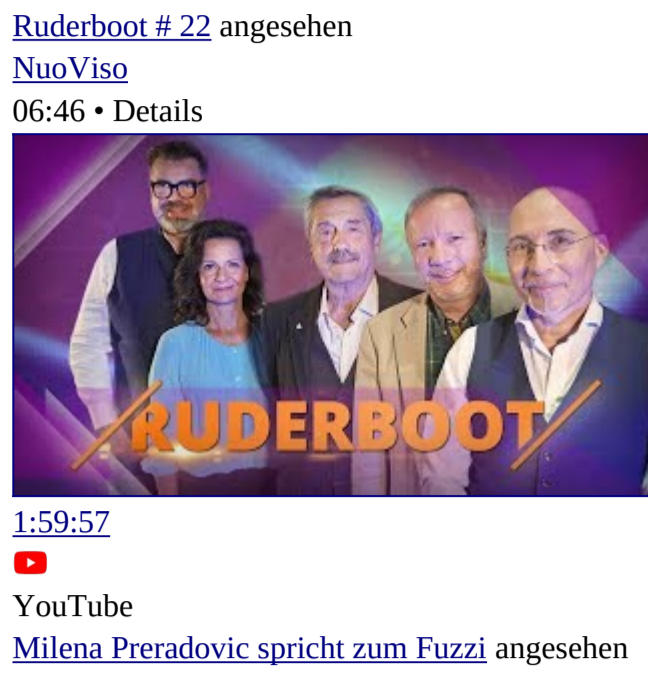 Ruderboot # 22 angesehen
NuoViso
06:46 • Details
RUDERBOOT
1:59:57
YouTube
Milena Preradovic spricht zum Fuzzi angesehen